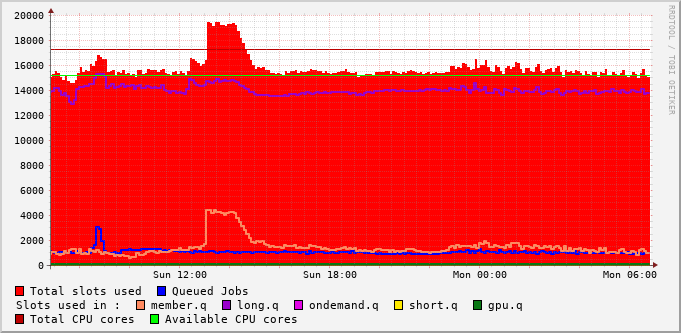 20000
18000
16000
14000
12000
10000
8000
6000
4000
2000
0
Sun 12:00 Sun 18:00 Mon 00:00 Mon 06:00
Total slots used Queued Jobs
Slots used in : member.q long.q ondemand.q short.q gpu.q
Total CPU cores Available CPU cores
RRDTOOL / TOBI OETIKER